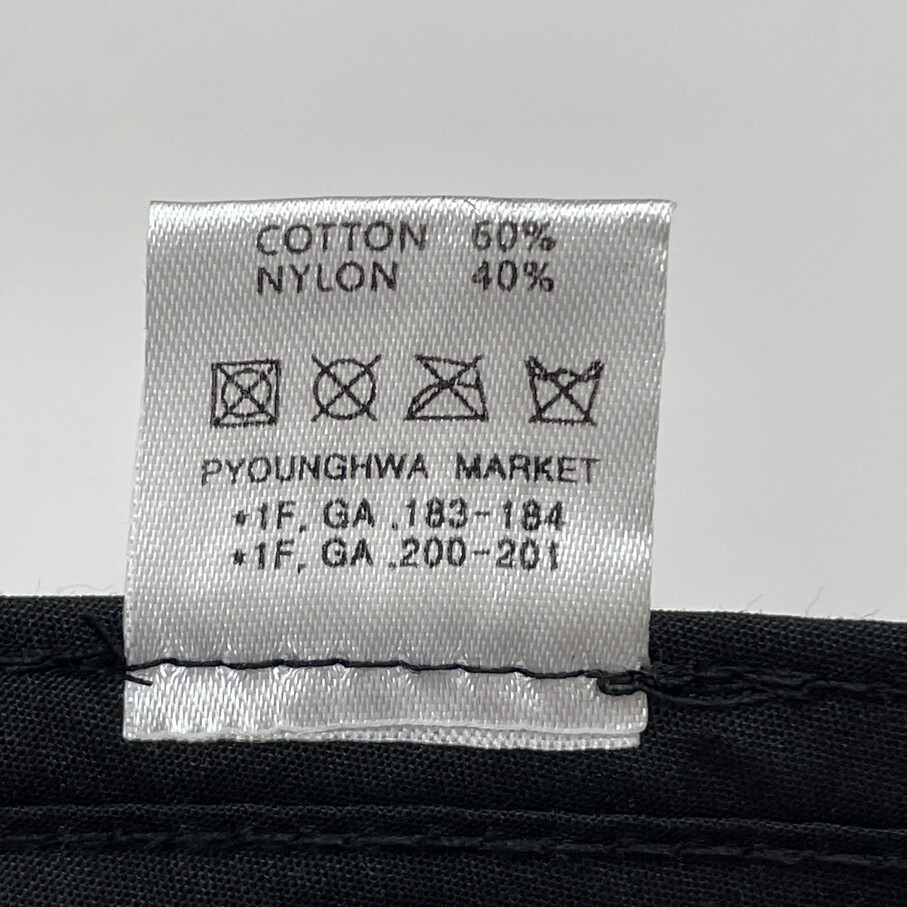 COTTON 60%
NYLON 40%
PYOUNGHWA MARKET
*1F, GA .183-184
*1F, GA .200-201